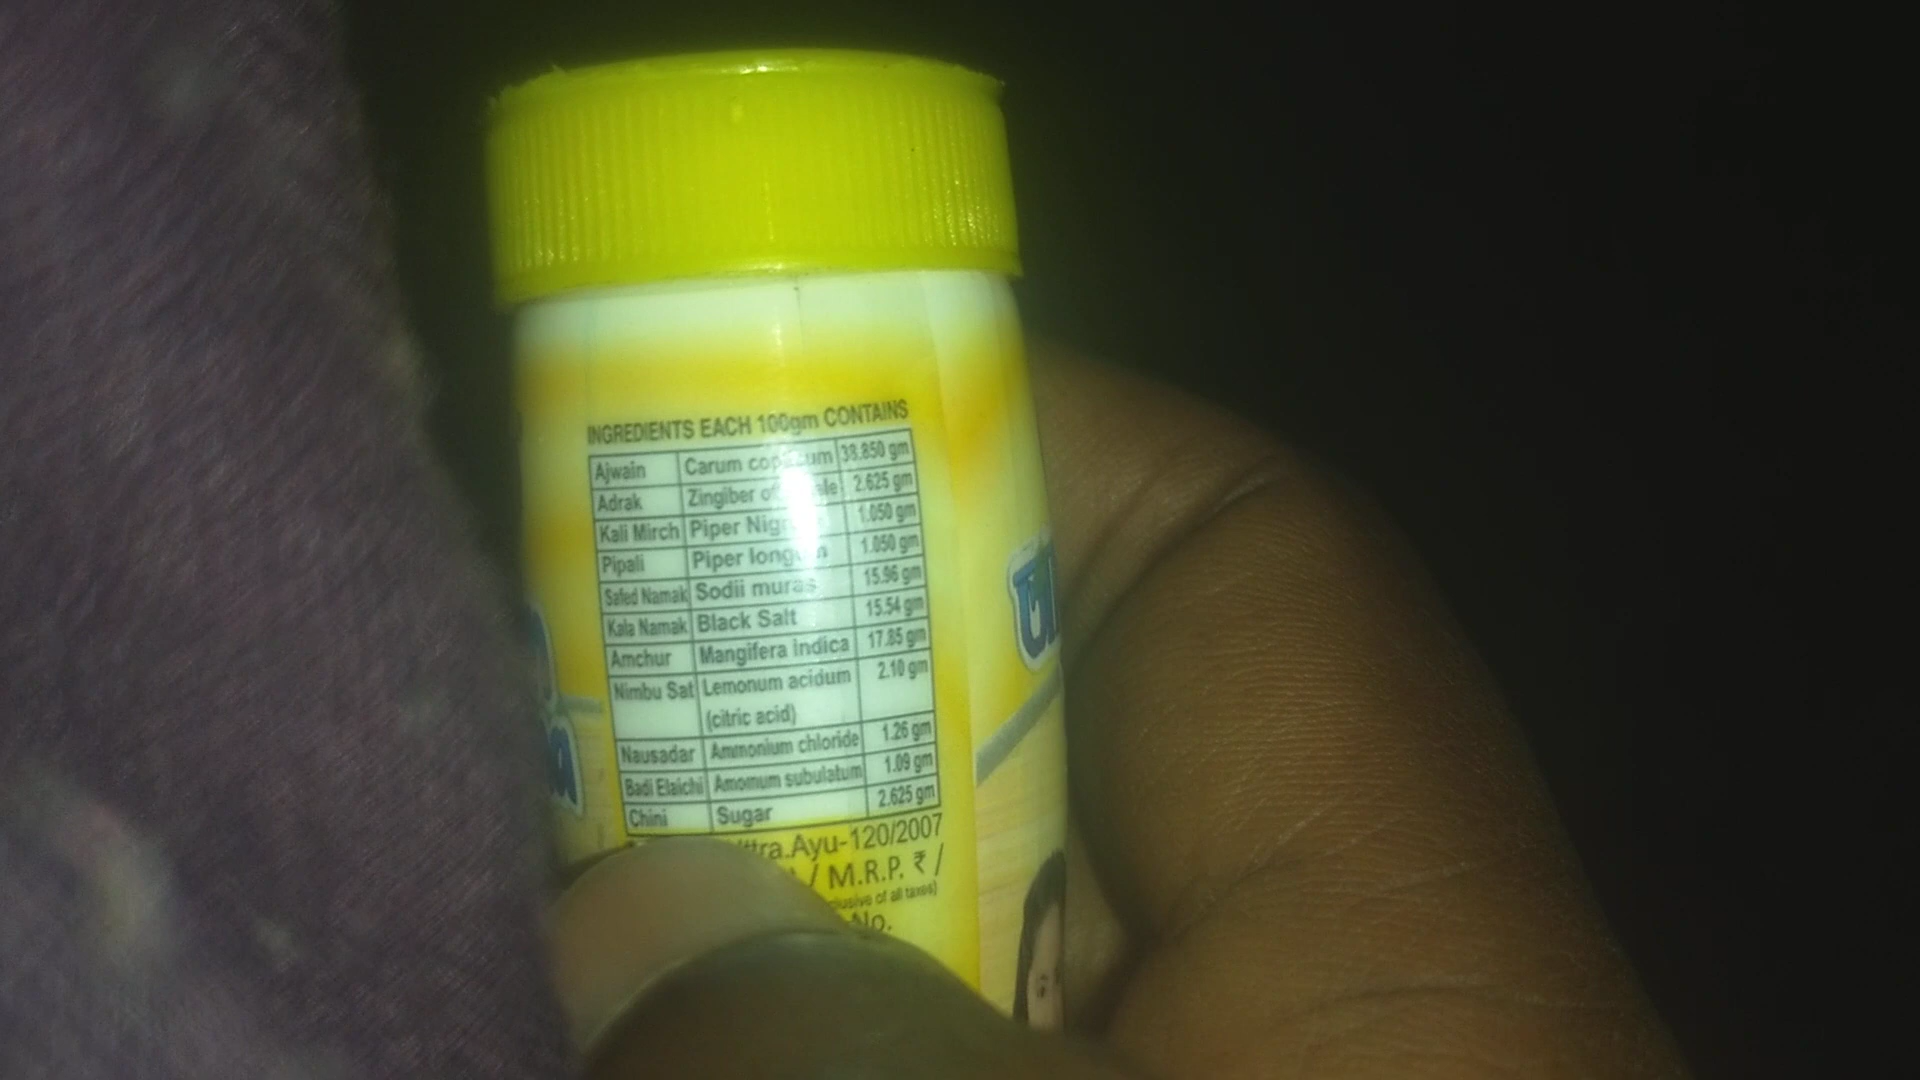 INGREDIENTS EACH 100gm CONTAINS
Ajwain Carum 38.850 gm
Adrak Zingiber 2.625 gm
Kali Mirch Piper 1.050 gm
Pipali Piper 1.050 gm
Safed Namak Sodii muras 15.96 gm
Kala Namak Black Salt 15.54 gm
Amchur Mangifera indica 17.85 gm
Nimbu Sat Lemonum acidum 2.10 gm
(citric acid)
Nausadar Ammonium chloride 1.26 gm
Badi Elaichi Amomum subulatum 1.09 gm
Chini Sugar 2.625 gm
ttra.Ayu-120/2007
/ M.R.P. ₹ /
of all taxes)
No.